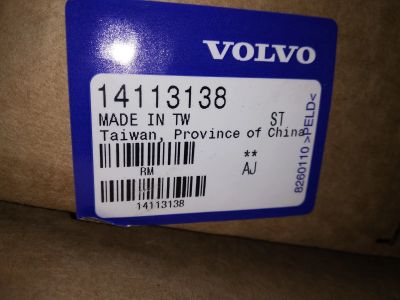 VOLVO
14113138
MADE IN TW ST
Taiwan, Province of China
**
RM AJ
14113138
8260110 >PELD<